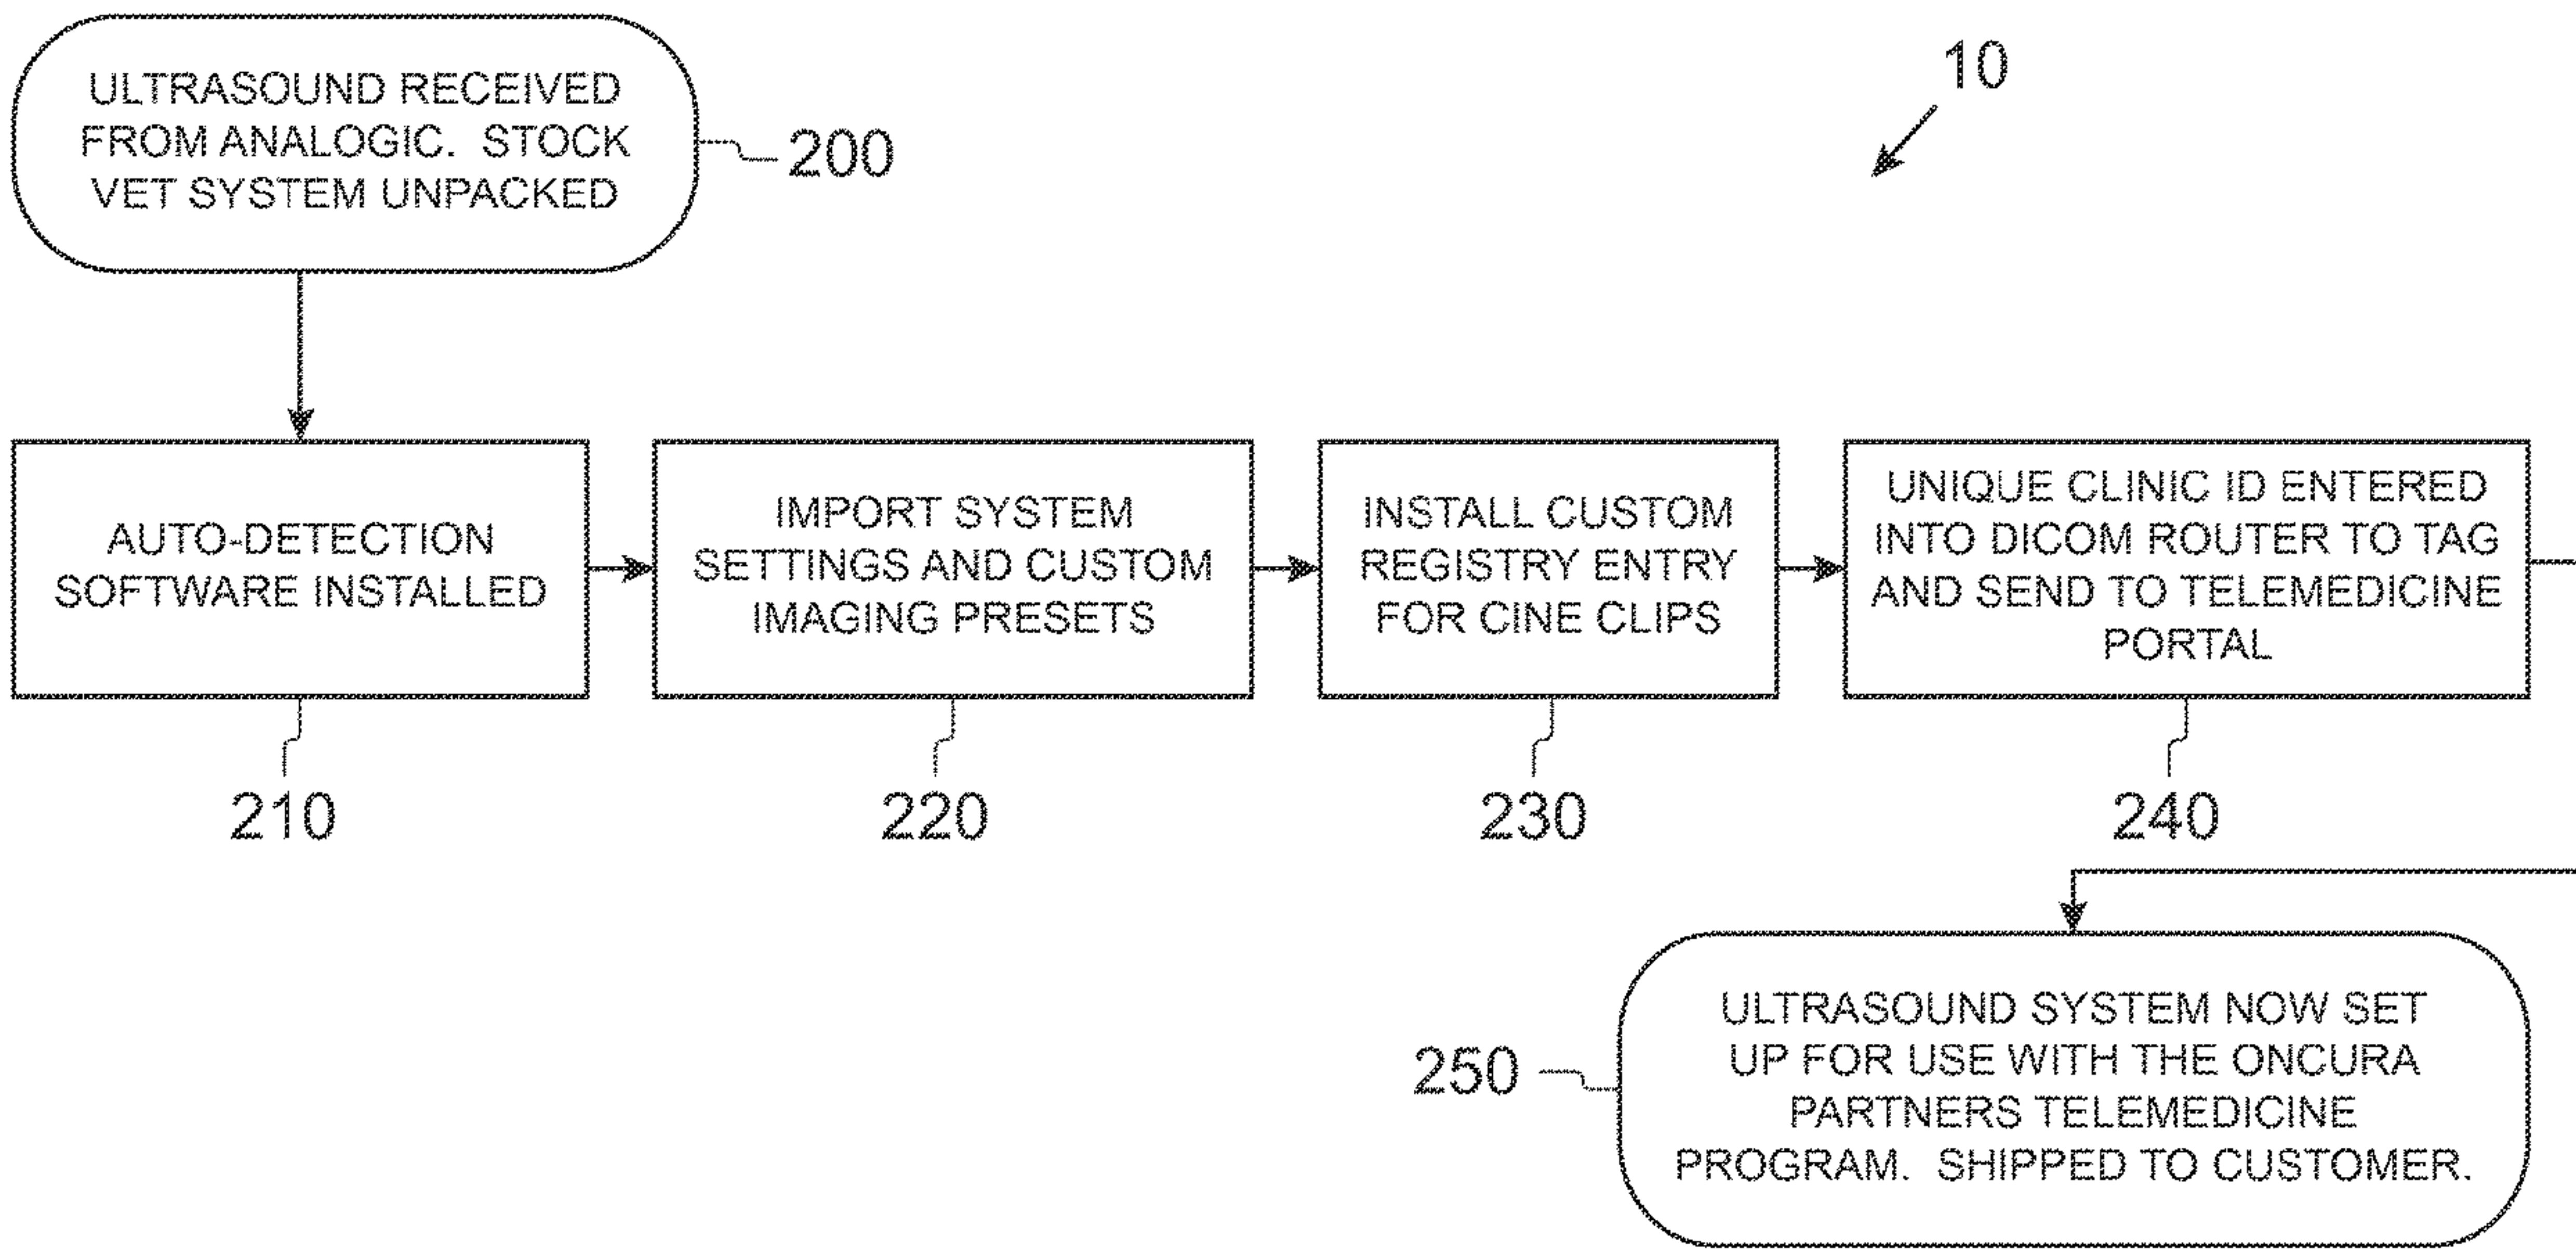 10
ULTRASOUND RECEIVED
FROM ANALOGIC. STOCK
VET SYSTEM UNPACKED
200
AUTO-DETECTION
SOFTWARE INSTALLED
210
IMPORT SYSTEM
SETTINGS AND CUSTOM
IMAGING PRESETS
220
INSTALL CUSTOM
REGISTRY ENTRY
FOR CINE CLIPS
230
UNIQUE CLINIC ID ENTERED
INTO DICOM ROUTER TO TAG
AND SEND TO TELEMEDICINE
PORTAL
240
250
ULTRASOUND SYSTEM NOW SET
UP FOR USE WITH THE ONCURA
PARTNERS TELEMEDICINE
PROGRAM. SHIPPED TO CUSTOMER.